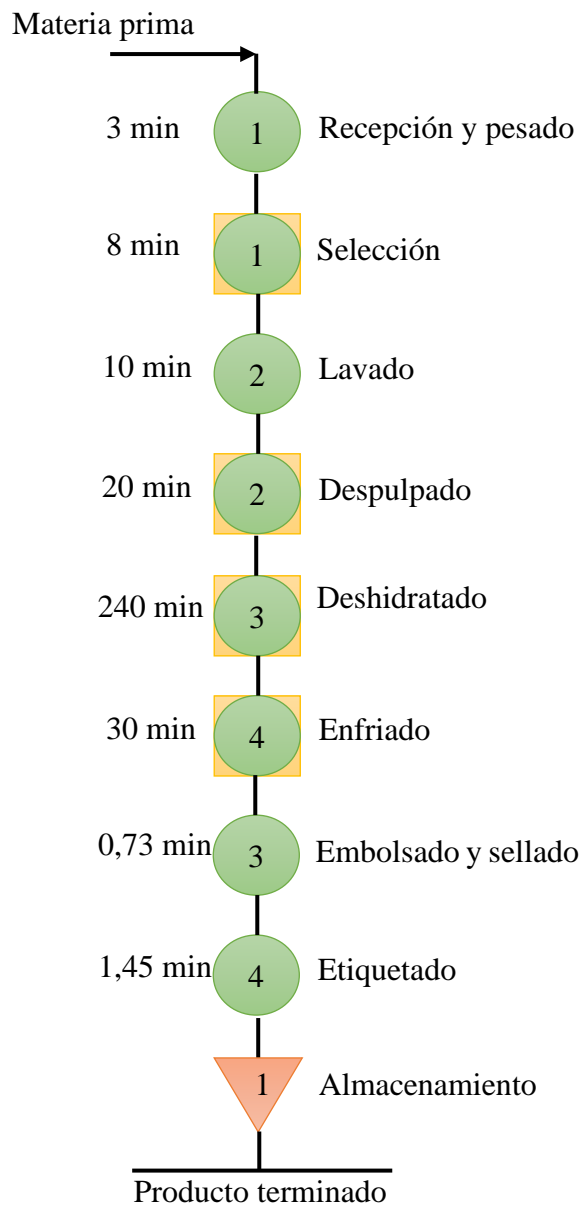 Materia prima
3 min 1 Recepción y pesado
8 min 1 Selección
10 min 2 Lavado
20 min 2 Despulpado
240 min 3 Deshidratado
30 min 4 Enfriado
0,73 min 3 Embolsado y sellado
1,45 min 4 Etiquetado
1 Almacenamiento
Producto terminado